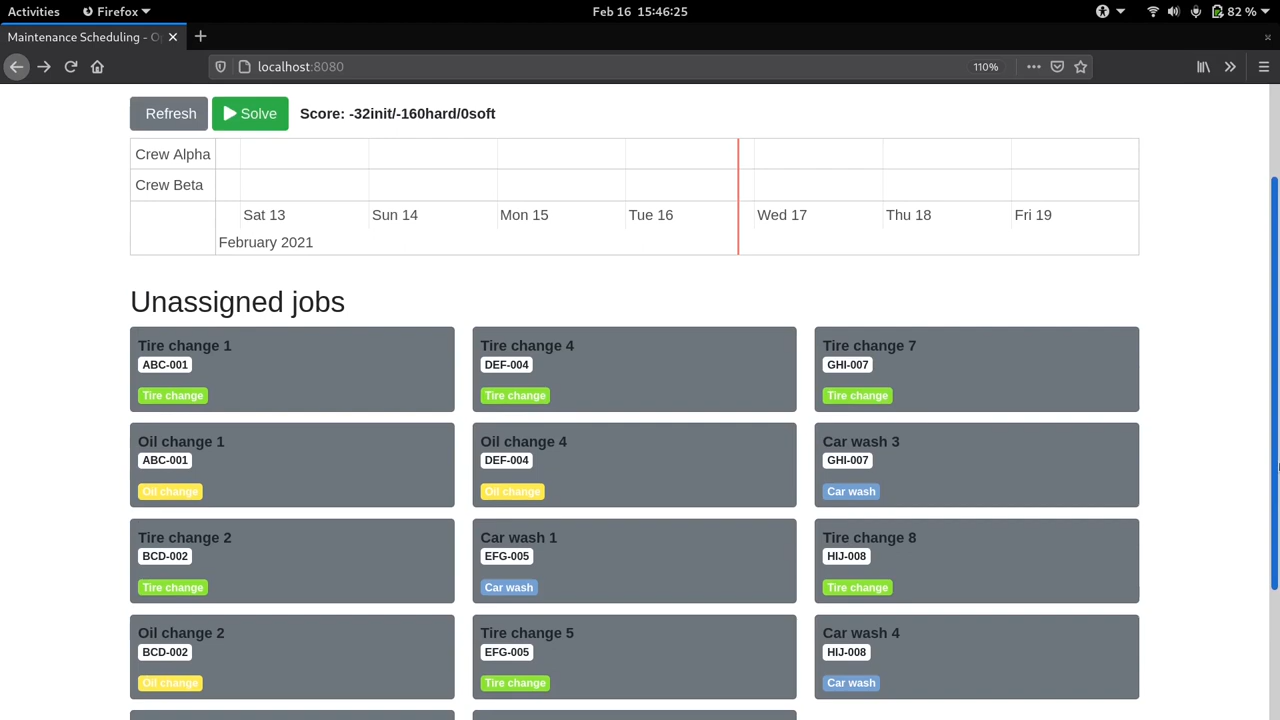 Activities Firefox Feb 16 15:46:25 82 %
Maintenance Scheduling - O
localhost:8080 110%
Refresh Solve Score: -32init/-160hard/0soft
Crew Alpha
Crew Beta
Sat 13 Sun 14 Mon 15 Tue 16 Wed 17 Thu 18 Fri 19
February 2021
Unassigned jobs
Tire change 1 Tire change 4 Tire change 7
ABC-001 DEF-004 GHI-007
Tire change Tire change Tire change
Oil change 1 Oil change 4 Car wash 3
ABC-001 DEF-004 GHI-007
Oil change Oil change Car wash
Tire change 2 Car wash 1 Tire change 8
BCD-002 EFG-005 HIJ-008
Tire change Car wash Tire change
Oil change 2 Tire change 5 Car wash 4
BCD-002 EFG-005 HIJ-008
Oil change Tire change Car wash